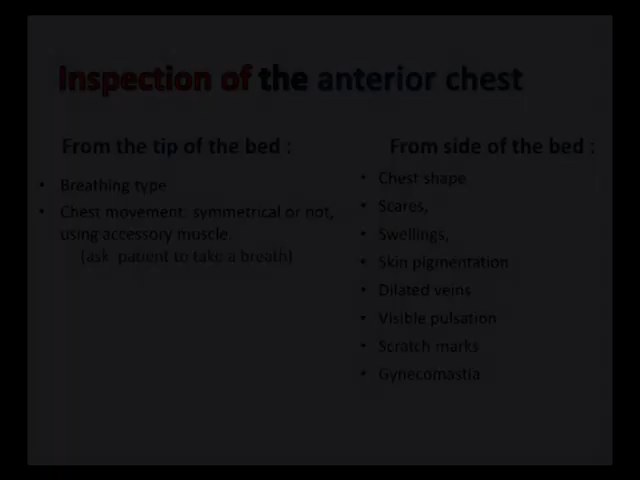 Inspection of the anterior chest
From the tip of the bed :
• Breathing type
• Chest movement: symmetrical or not,
using accessory muscle.
(ask patient to take a breath)
From side of the bed :
• Chest shape
• Scares,
• Swellings,
• Skin pigmentation
• Dilated veins
• Visible pulsation
• Scratch marks
• Gynecomastia